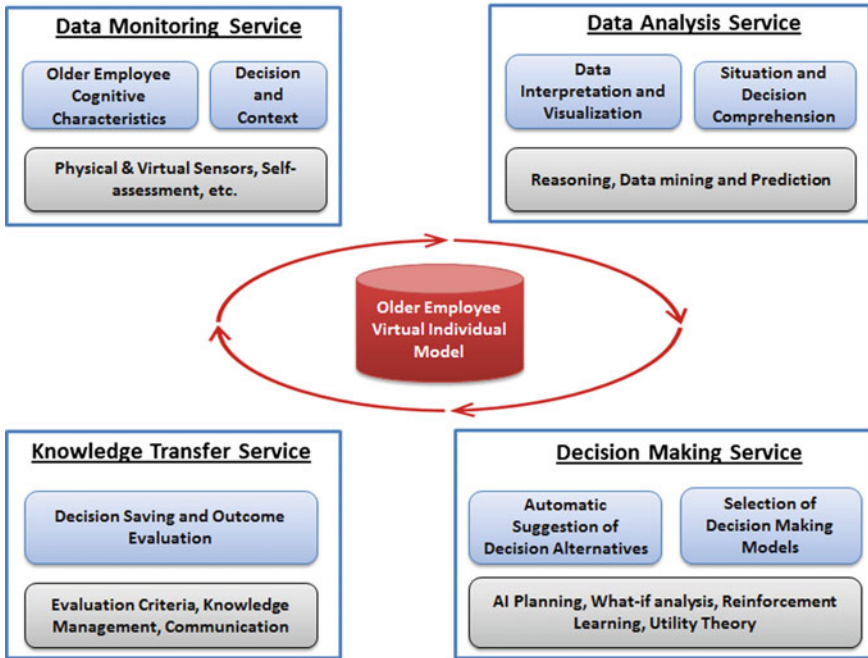 Data Monitoring Service
Older Employee
Cognitive
Characteristics
Decision
and
Context
Physical & Virtual Sensors, Self-
assessment, etc.
Data Analysis Service
Data
Interpretation and
Visualization
Situation and
Decision
Comprehension
Reasoning, Data mining and Prediction
Older Employee
Virtual Individual
Model
Knowledge Transfer Service
Decision Saving and Outcome
Evaluation
Evaluation Criteria, Knowledge
Management, Communication
Decision Making Service
Automatic
Suggestion of
Decision Alternatives
Selection of
Decision Making
Models
AI Planning, What-if analysis, Reinforcement
Learning, Utility Theory